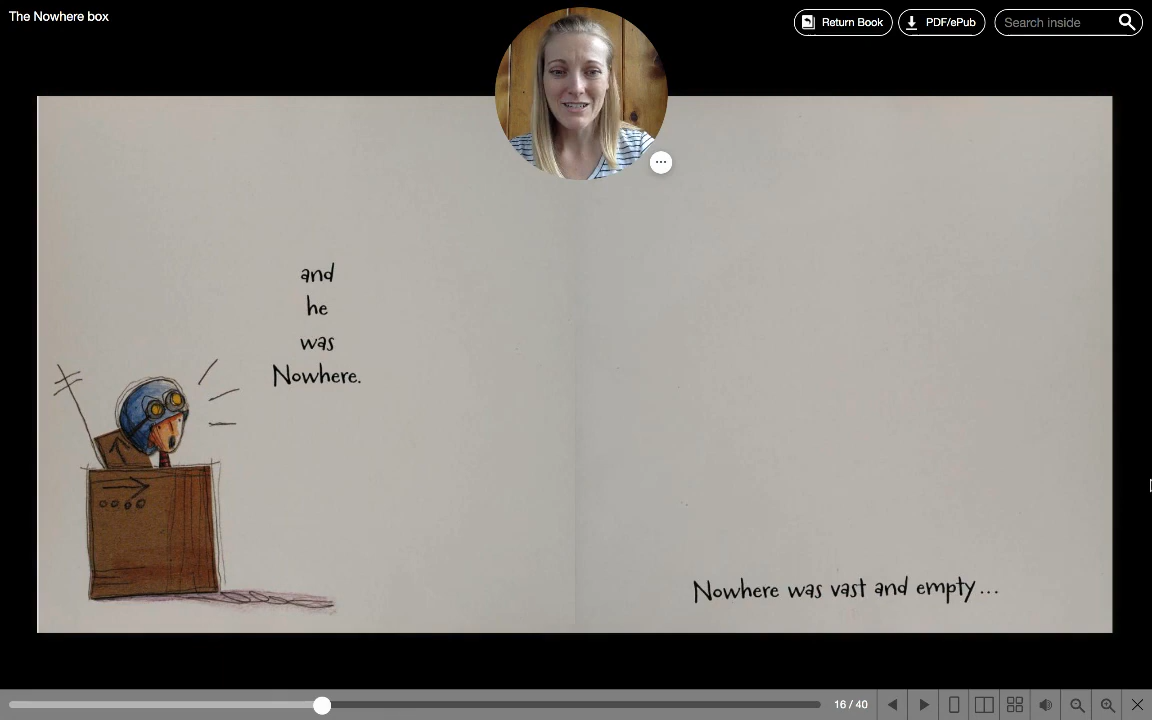 The Nowhere box
Return Book
PDF/ePub
Search inside
and
he
was
Nowhere.
Nowhere was vast and empty...
16 / 40